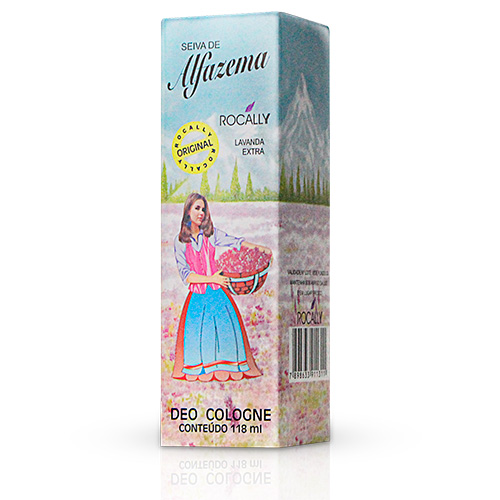 SEIVA DE
Alfazema
ROCALLY
LAVANDA
EXTRA
ROCALLY
ORIGINAL
ROCALLY
DEO COLOGNE
CONTEÚDO 118 ml
ROCALLY